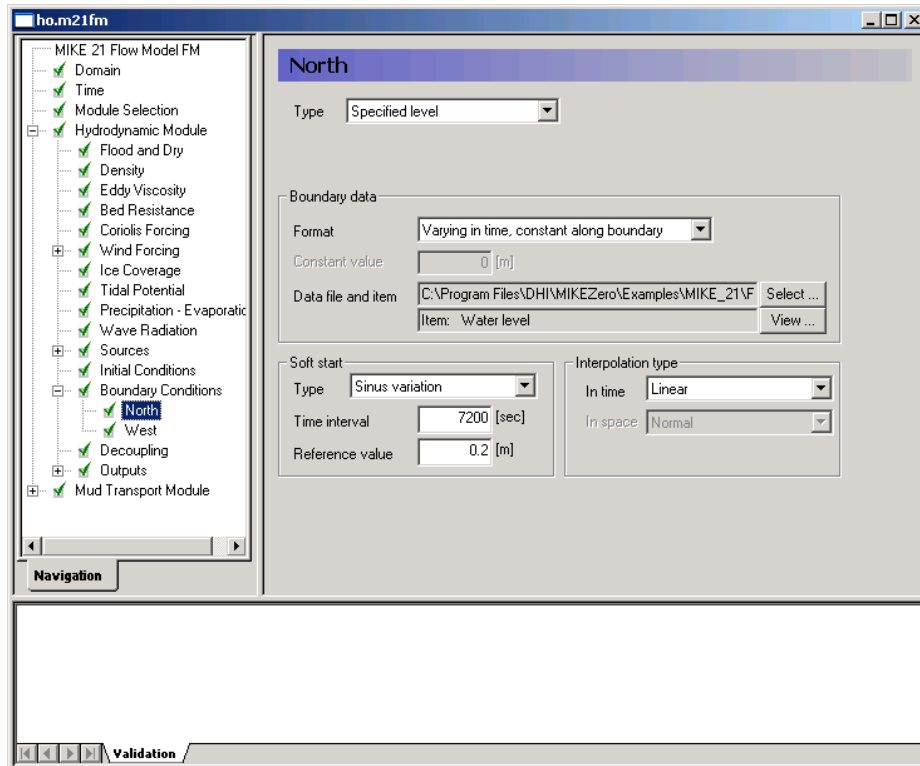 ho.m21fm
MIKE 21 Flow Model FM
Domain
Time
Module Selection
Hydrodynamic Module
Flood and Dry
Density
Eddy Viscosity
Bed Resistance
Coriolis Forcing
Wind Forcing
Ice Coverage
Tidal Potential
Precipitation - Evaporatic
Wave Radiation
Sources
Initial Conditions
Boundary Conditions
North
West
Decoupling
Outputs
Mud Transport Module
Navigation
North
Type Specified level
Boundary data
Format Varying in time, constant along boundary
Constant value 0 [m]
Data file and item C:\Program Files\DHI\MIKEZero\Examples\MIKE_21\F Select ...
Item: Water level View ...
Soft start
Type Sinus variation
Time interval 7200 [sec]
Reference value 0.2 [m]
Interpolation type
In time Linear
In space Normal
Validation